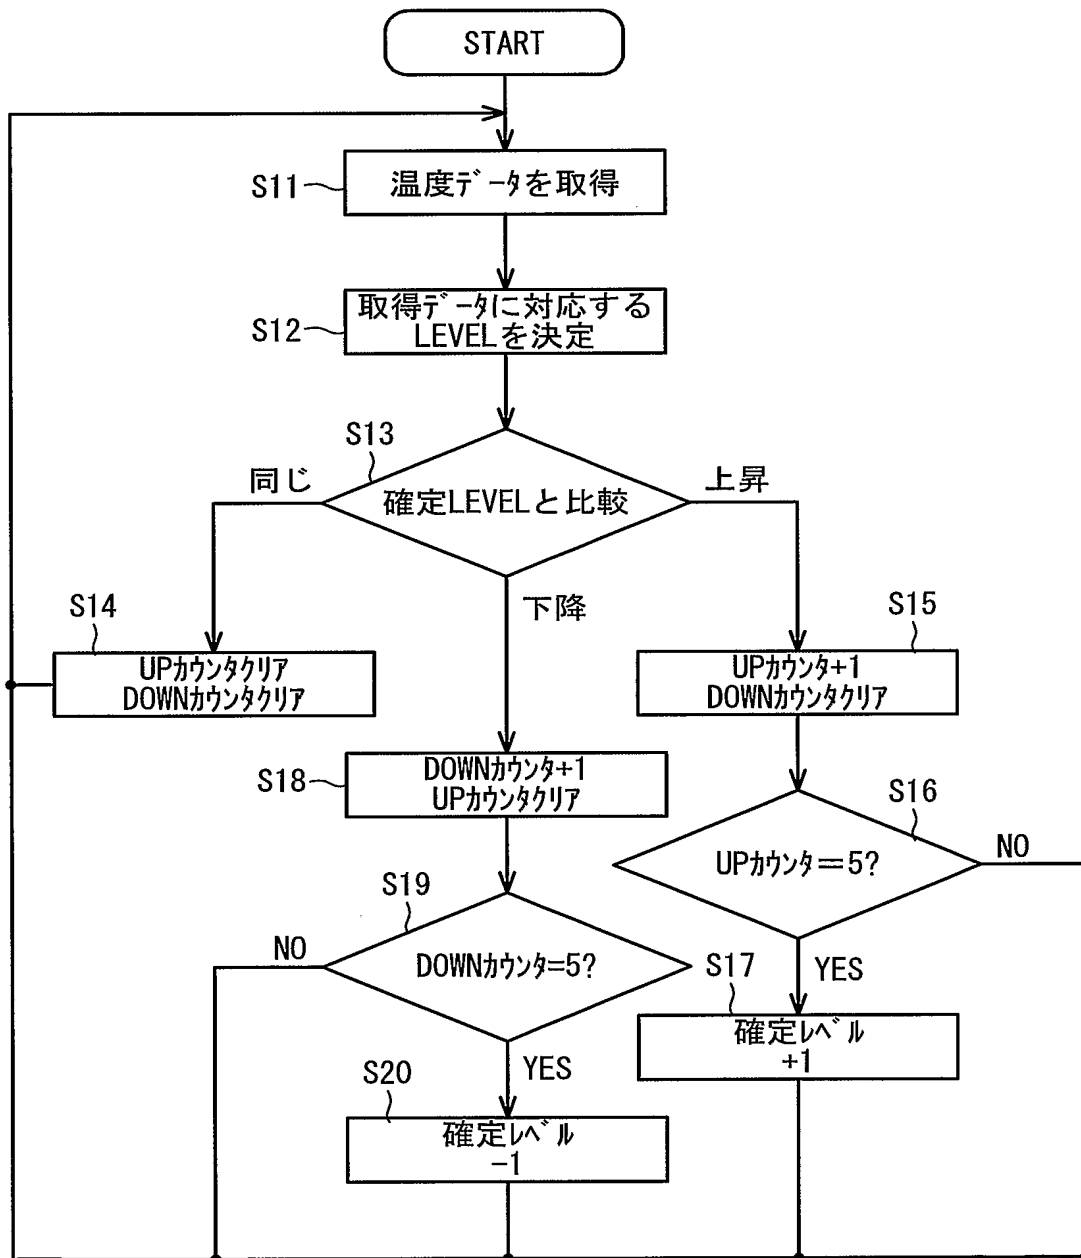 START
S11
温度ﾃﾞｰﾀを取得
S12
取得ﾃﾞｰﾀに対応する
LEVELを決定
S13
同じ
確定LEVELと比較
上昇
下降
S14
UPｶｳﾝﾀｸﾘｱ
DOWNｶｳﾝﾀｸﾘｱ
S15
UPｶｳﾝﾀ+1
DOWNｶｳﾝﾀｸﾘｱ
S18
DOWNｶｳﾝﾀ+1
UPｶｳﾝﾀｸﾘｱ
S16
UPｶｳﾝﾀ＝5?
NO
S19
NO
DOWNｶｳﾝﾀ=5?
YES
S17
確定ﾚﾍﾞﾙ
+1
YES
S20
確定ﾚﾍﾞﾙ
-1